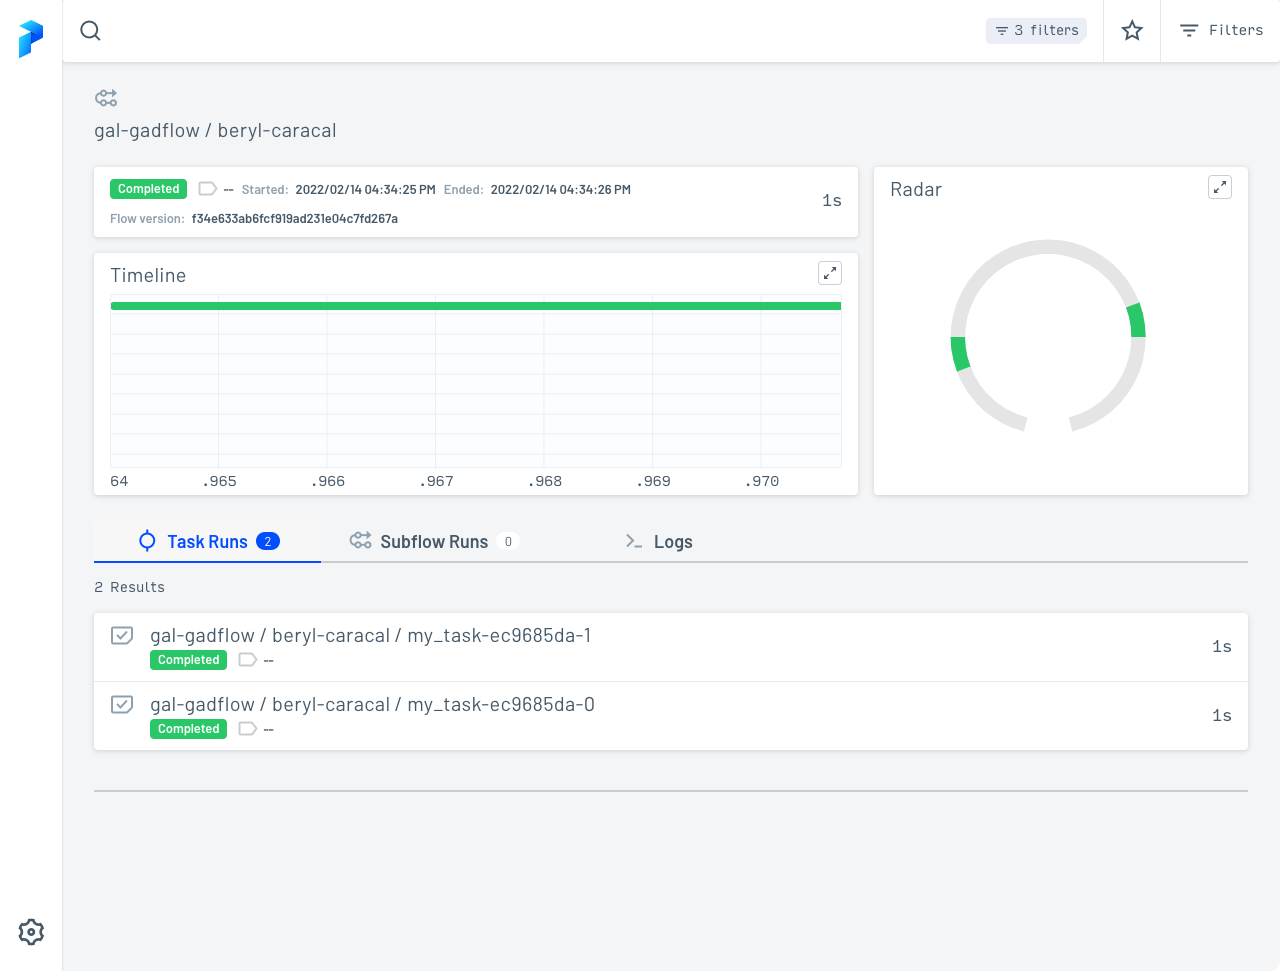 3 filters
Filters
gal-gadflow / beryl-caracal
Completed -- Started: 2022/02/14 04:34:25 PM Ended: 2022/02/14 04:34:26 PM
Flow version: f34e633ab6fcf919ad231e04c7fd267a
1s
Radar
Timeline
64 .965 .966 .967 .968 .969 .970
Task Runs 2 Subflow Runs 0 Logs
2 Results
gal-gadflow / beryl-caracal / my_task-ec9685da-1
Completed --
1s
gal-gadflow / beryl-caracal / my_task-ec9685da-0
Completed --
1s